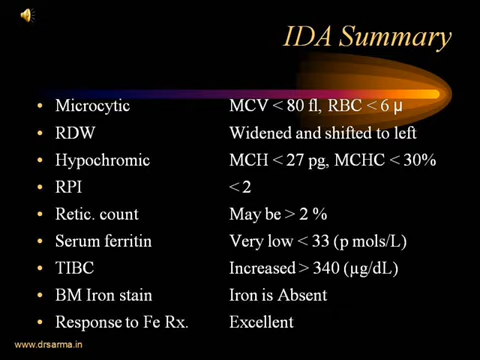 IDA Summary
• Microcytic MCV < 80 fl, RBC < 6 µ
• RDW Widened and shifted to left
• Hypochromic MCH < 27 pg, MCHC < 30%
• RPI < 2
• Retic. count May be > 2 %
• Serum ferritin Very low < 33 (p mols/L)
• TIBC Increased > 340 (µg/dL)
• BM Iron stain Iron is Absent
• Response to Fe Rx. Excellent
www.drsarma.in